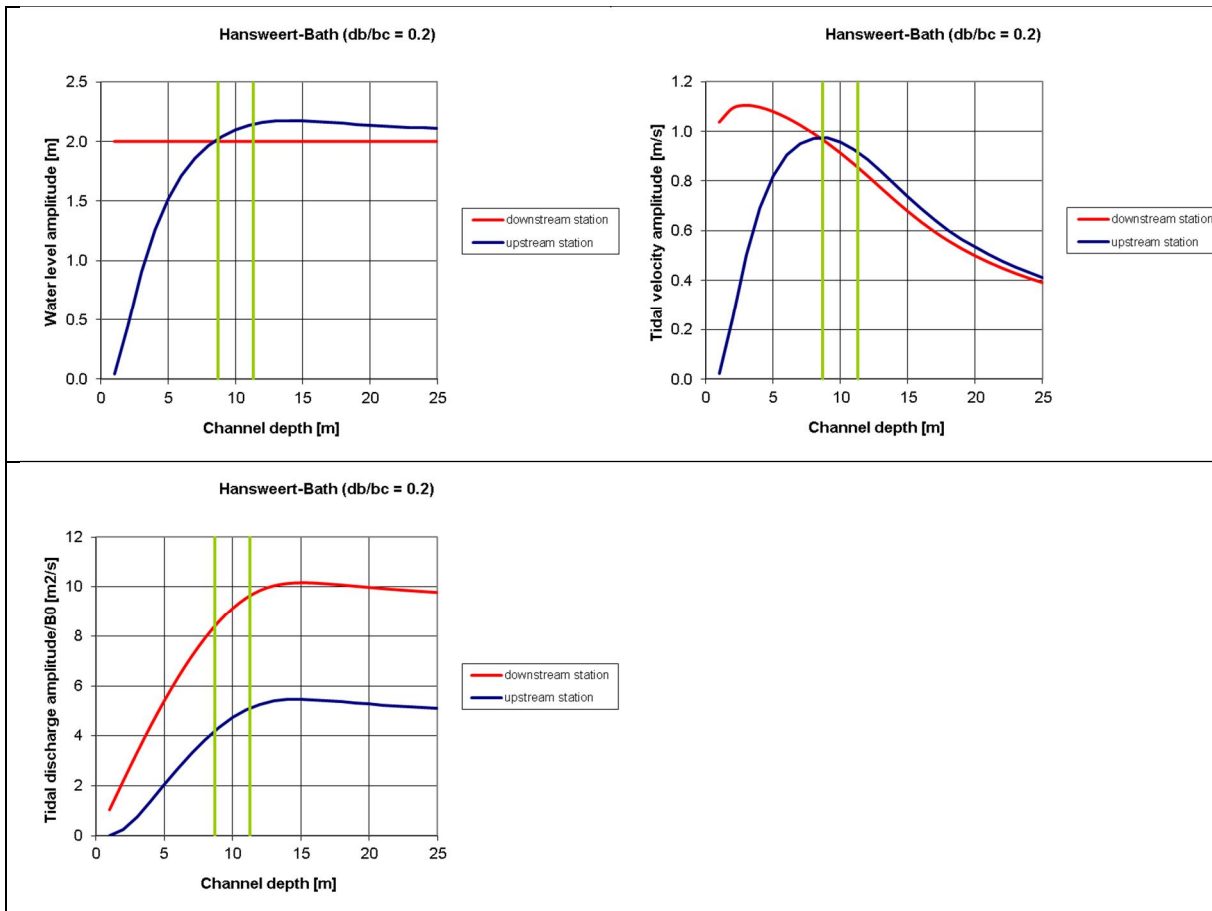 Hansweert-Bath (db/bc = 0.2)
Water level amplitude [m]
2.5
2.0
1.5
1.0
0.5
0.0
0 5 10 15 20 25
Channel depth [m]
downstream station
upstream station
Hansweert-Bath (db/bc = 0.2)
Tidal velocity amplitude [m/s]
1.2
1.0
0.8
0.6
0.4
0.2
0.0
0 5 10 15 20 25
Channel depth [m]
downstream station
upstream station
Hansweert-Bath (db/bc = 0.2)
Tidal discharge amplitude/B0 [m2/s]
12
10
8
6
4
2
0
0 5 10 15 20 25
Channel depth [m]
downstream station
upstream station